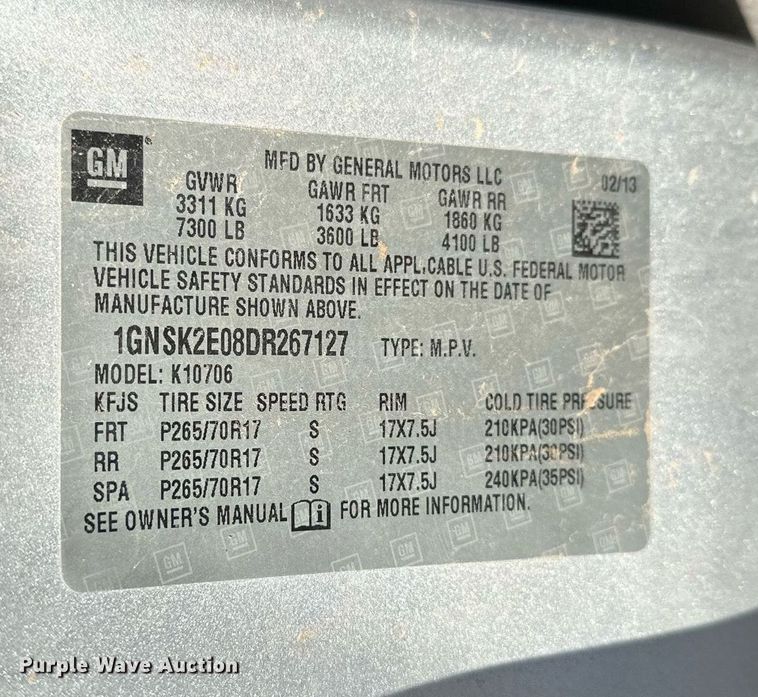 GM
MFD BY GENERAL MOTORS LLC 02/13
GVWR GAWR FRT GAWR RR
3311 KG 1633 KG 1860 KG
7300 LB 3600 LB 4100 LB
THIS VEHICLE CONFORMS TO ALL APPL.CABLE U.S. FEDERAL MOTOR
VEHICLE SAFETY STANDARDS IN EFFECT ON THE DATE OF
MANUFACTURE SHOWN ABOVE.
1GNSK2E08DR267127 TYPE: M.P.V.
MODEL: K10706
KFJS TIRE SIZE SPEED RTG RIM COLD TIRE PRESSURE
FRT P265/70R17 S 17X7.5J 210KPA(30PSI)
RR P265/70R17 S 17X7.5J 210KPA(30PSI)
SPA P265/70R17 S 17X7.5J 240KPA(35PSI)
SEE OWNER'S MANUAL i FOR MORE INFORMATION.
Purple Wave Auction